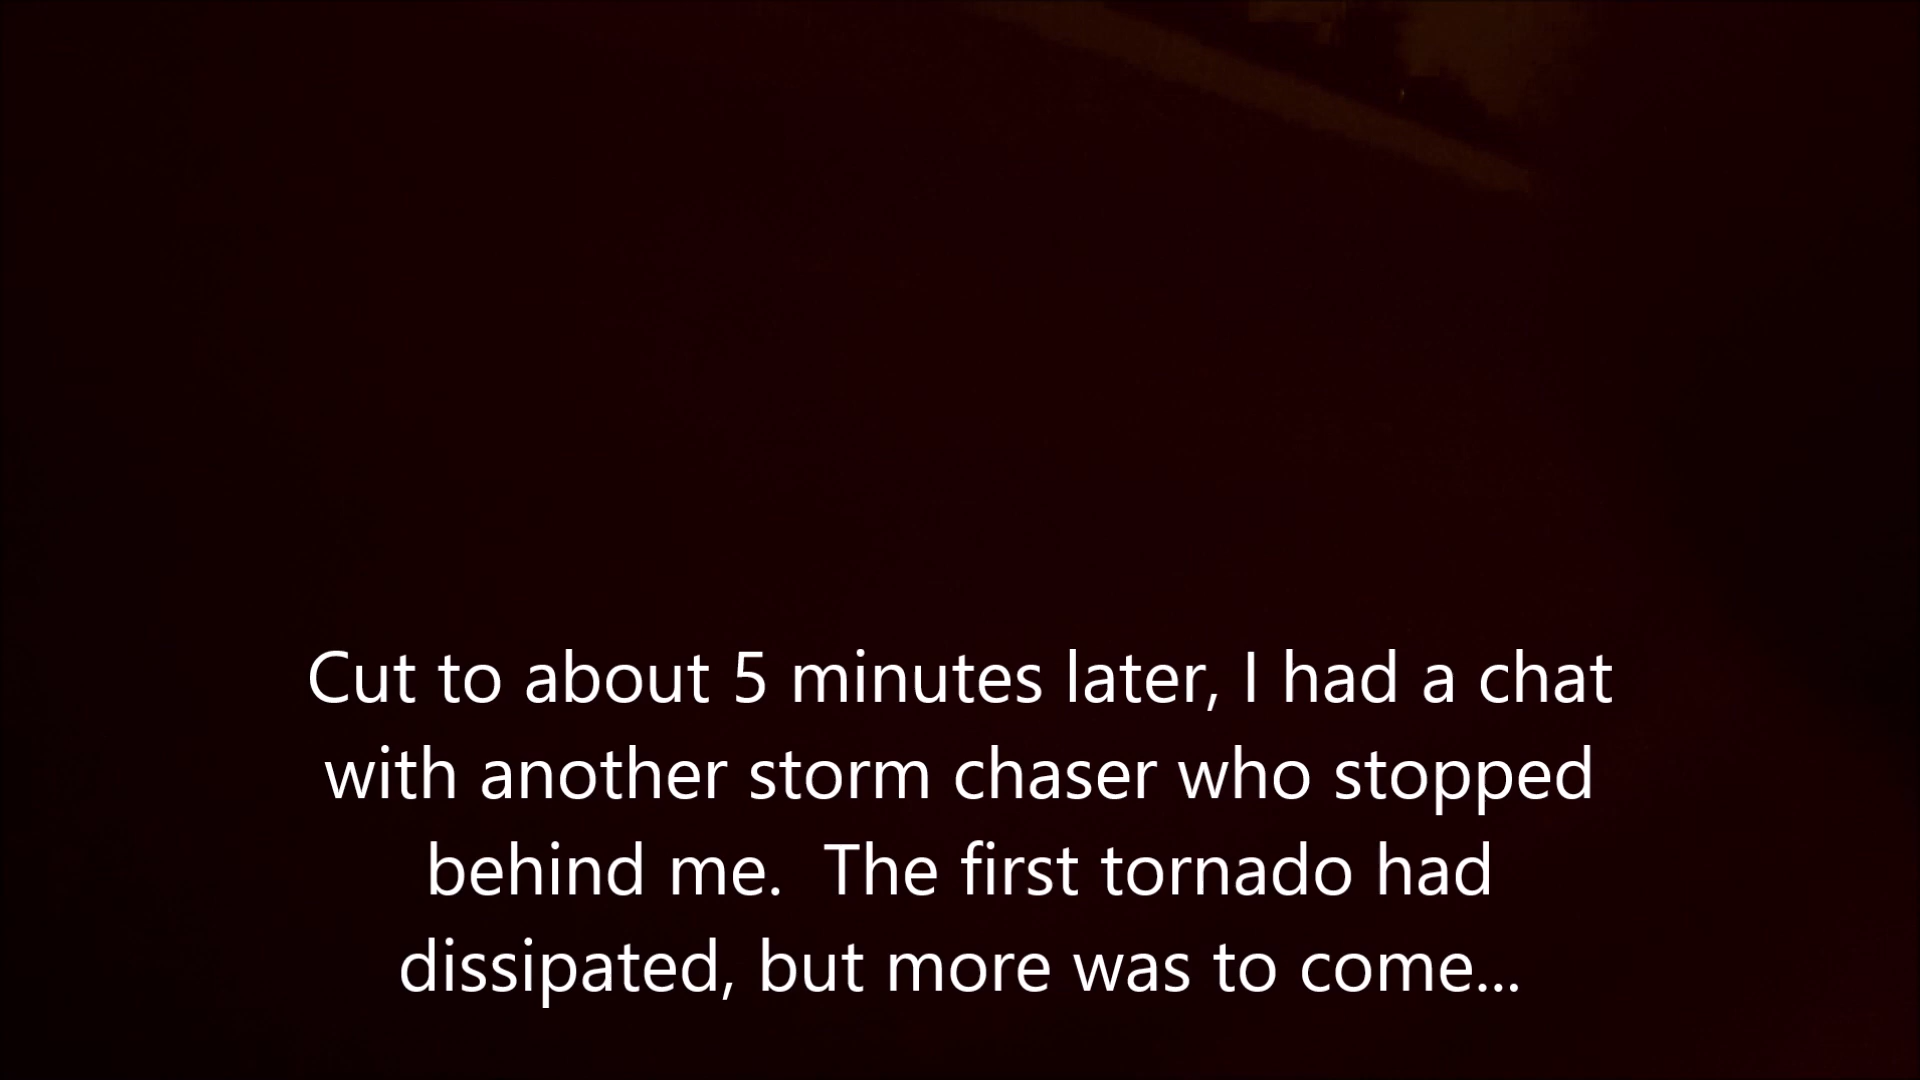 Cut to about 5 minutes later, I had a chat
with another storm chaser who stopped
behind me.  The first tornado had
dissipated, but more was to come...